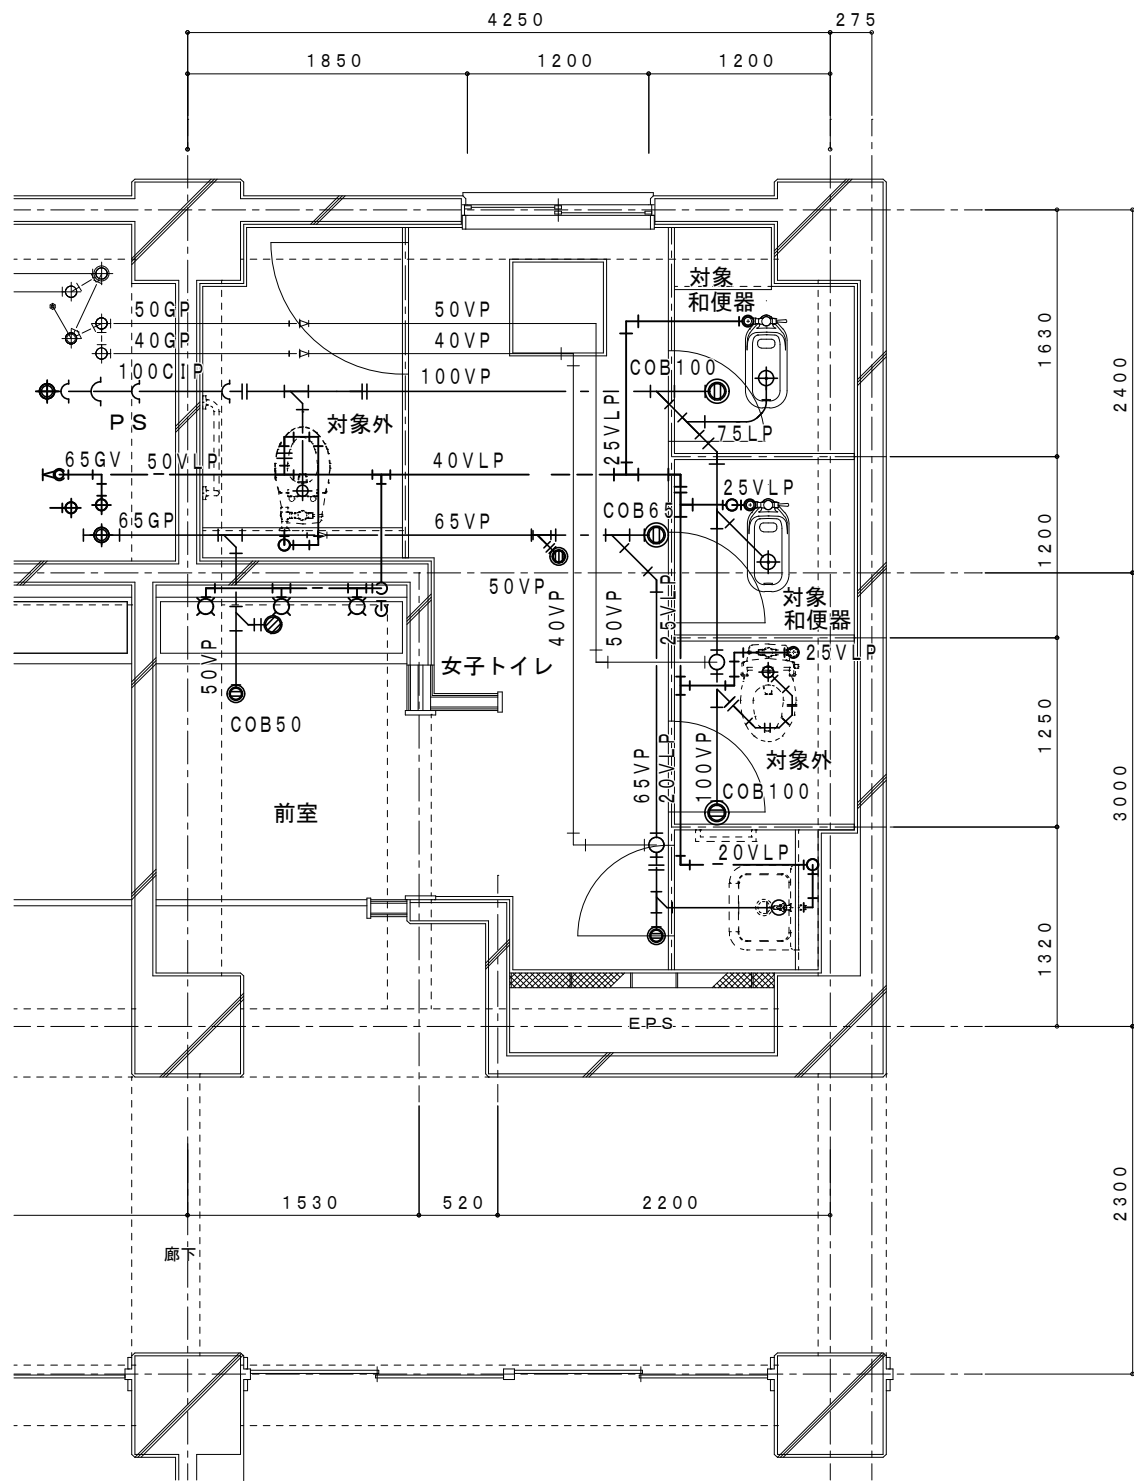 4250
275
1850
1200
1200
対象
和便器
50GP
50VP
40GP
40VP
100CIP
100VP
COB100
PS
対象外
25VLP
75LP
65GV
50VLP
40VLP
25VLP
65GP
65VP
COB65
50VP
40VP
50VP
25VLP
対象
和便器
50VP
女子トイレ
25VLP
COB50
対象外
65VP
20VLP
100VP
COB100
前室
20VLP
EPS
1630
2400
1200
1250
3000
1320
2300
1530
520
2200
廊下